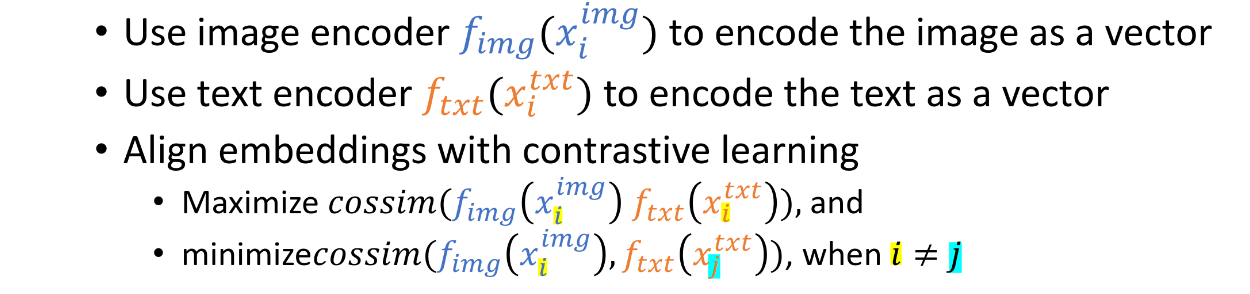 • Use image encoder $f_{img}(x_i^{img})$ to encode the image as a vector
• Use text encoder $f_{txt}(x_i^{txt})$ to encode the text as a vector
• Align embeddings with contrastive learning
• Maximize $cossim(f_{img}(x_i^{img}) f_{txt}(x_i^{txt}))$, and
• minimize$cossim(f_{img}(x_i^{img}), f_{txt}(x_j^{txt}))$, when $i \neq j$